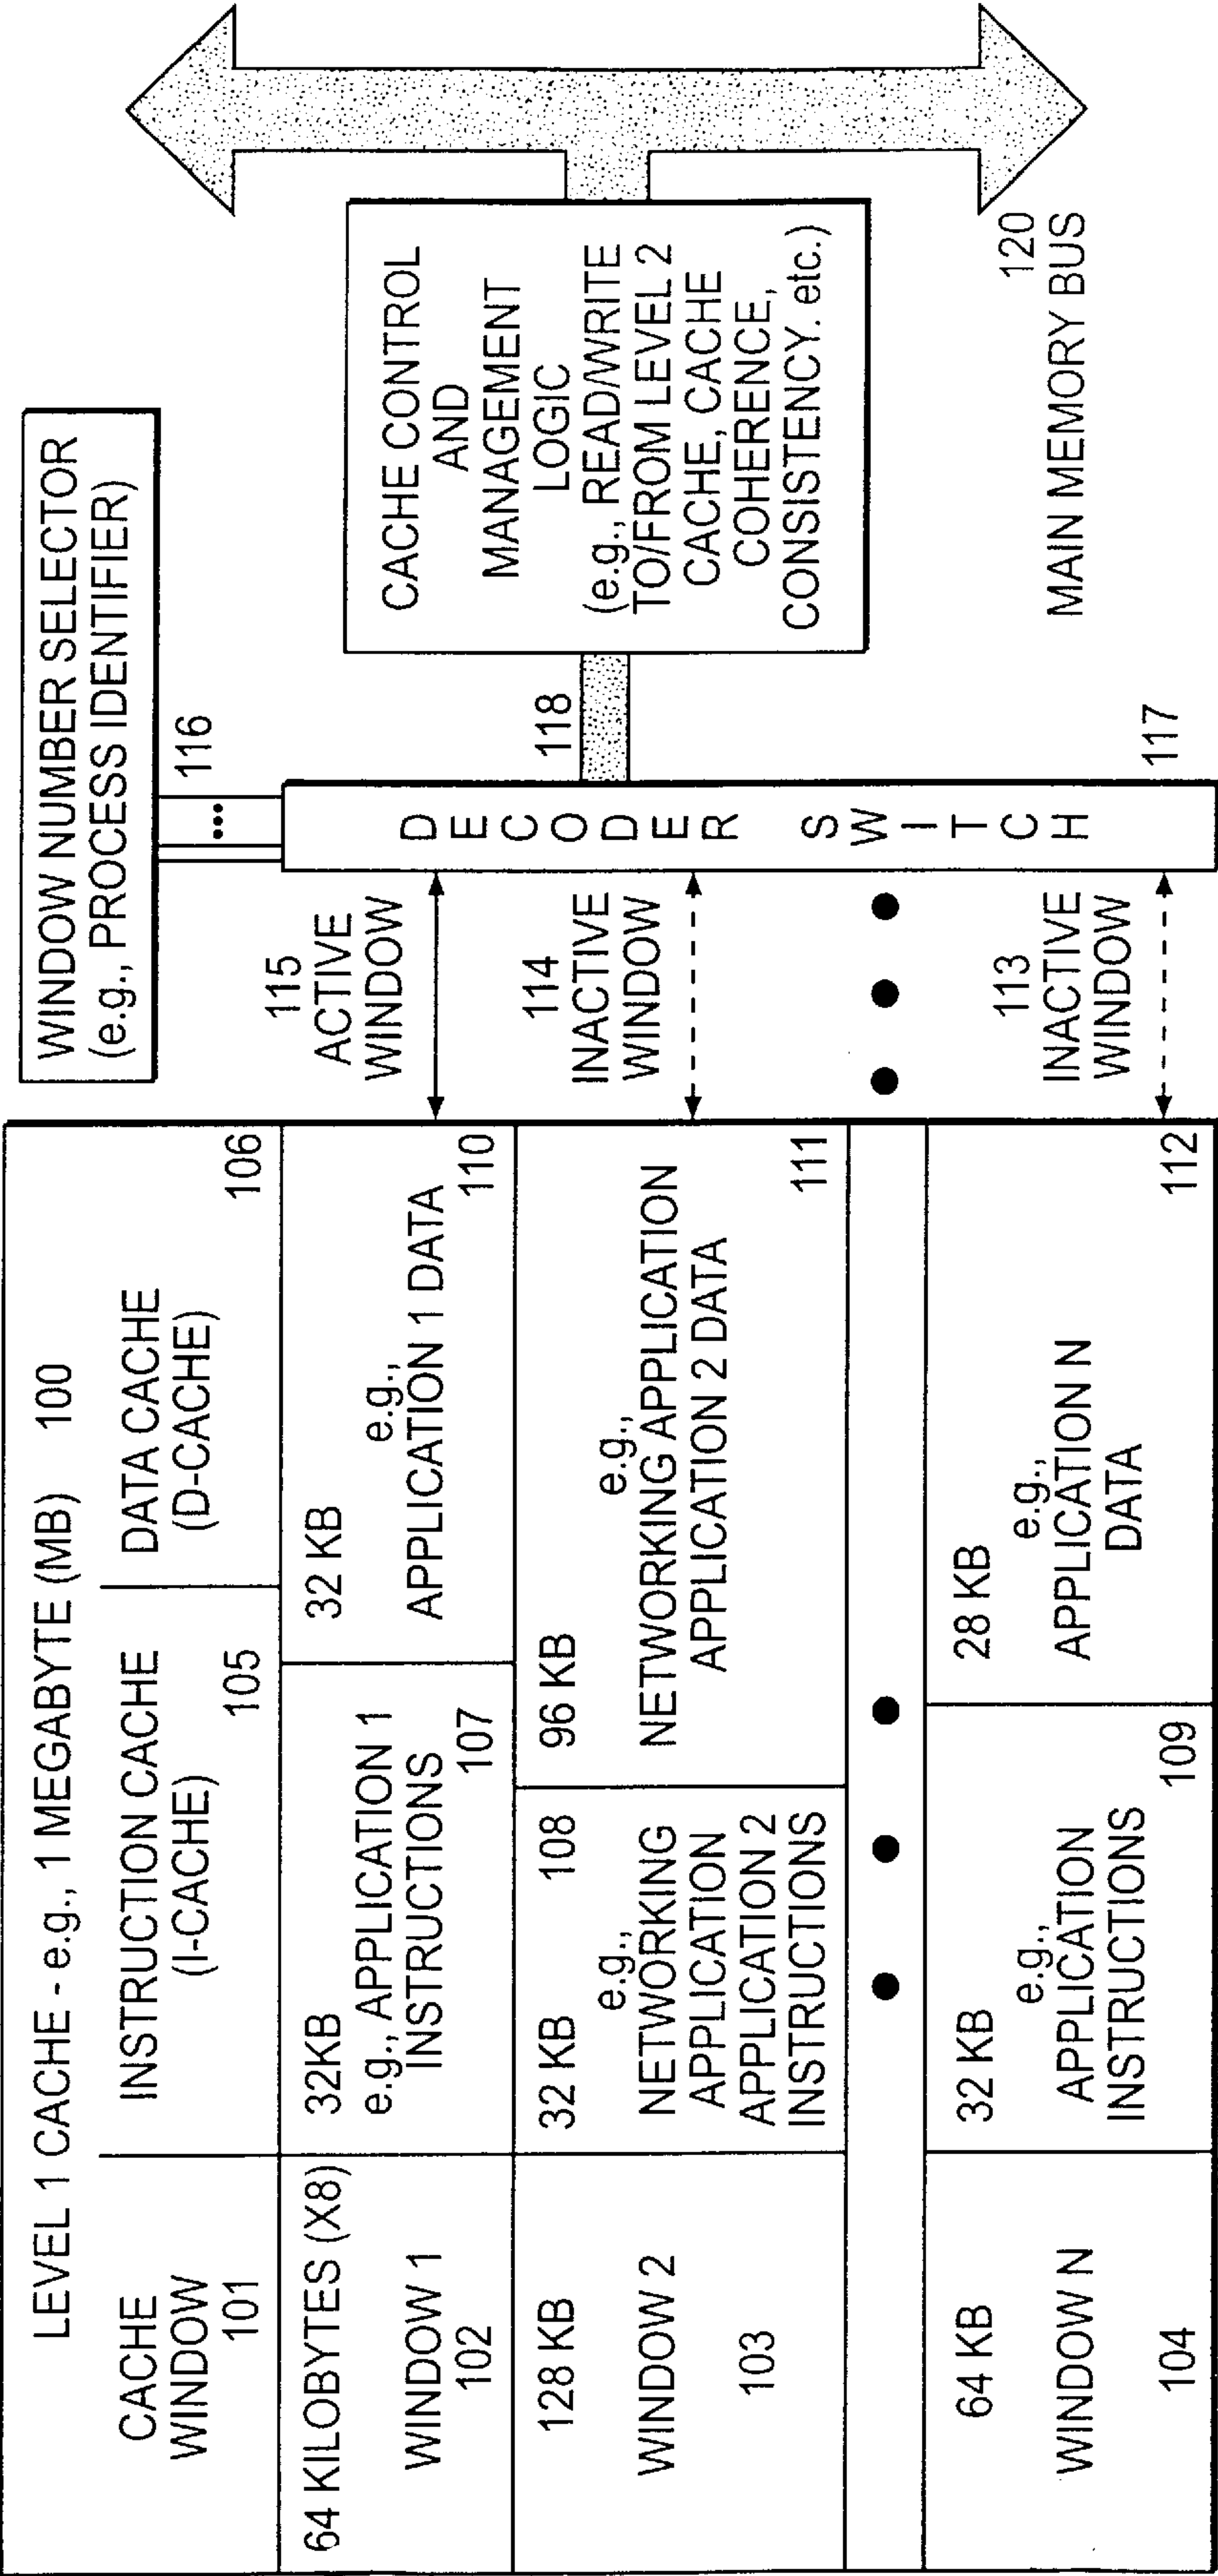 LEVEL 1 CACHE - e.g., 1 MEGABYTE (MB) 100
CACHE
WINDOW
101
INSTRUCTION CACHE
(I-CACHE)
105
DATA CACHE
(D-CACHE)
106
64 KILOBYTES (X8)
WINDOW 1
102
32KB
e.g., APPLICATION 1
INSTRUCTIONS
107
32 KB
e.g.,
APPLICATION 1 DATA
110
128 KB
WINDOW 2
103
32 KB 108
e.g.,
NETWORKING
APPLICATION
APPLICATION 2
INSTRUCTIONS
96 KB
e.g.,
NETWORKING APPLICATION
APPLICATION 2 DATA
111
64 KB
WINDOW N
104
32 KB
e.g.,
APPLICATION
INSTRUCTIONS
109
28 KB
e.g.,
APPLICATION N
DATA
112
115
ACTIVE
WINDOW
114
INACTIVE
WINDOW
113
INACTIVE
WINDOW
WINDOW NUMBER SELECTOR
(e.g., PROCESS IDENTIFIER)
116
DECODER SWITCH
117
118
CACHE CONTROL
AND
MANAGEMENT
LOGIC
(e.g., READ/WRITE
TO/FROM LEVEL 2
CACHE, CACHE
COHERENCE,
CONSISTENCY. etc.)
120
MAIN MEMORY BUS